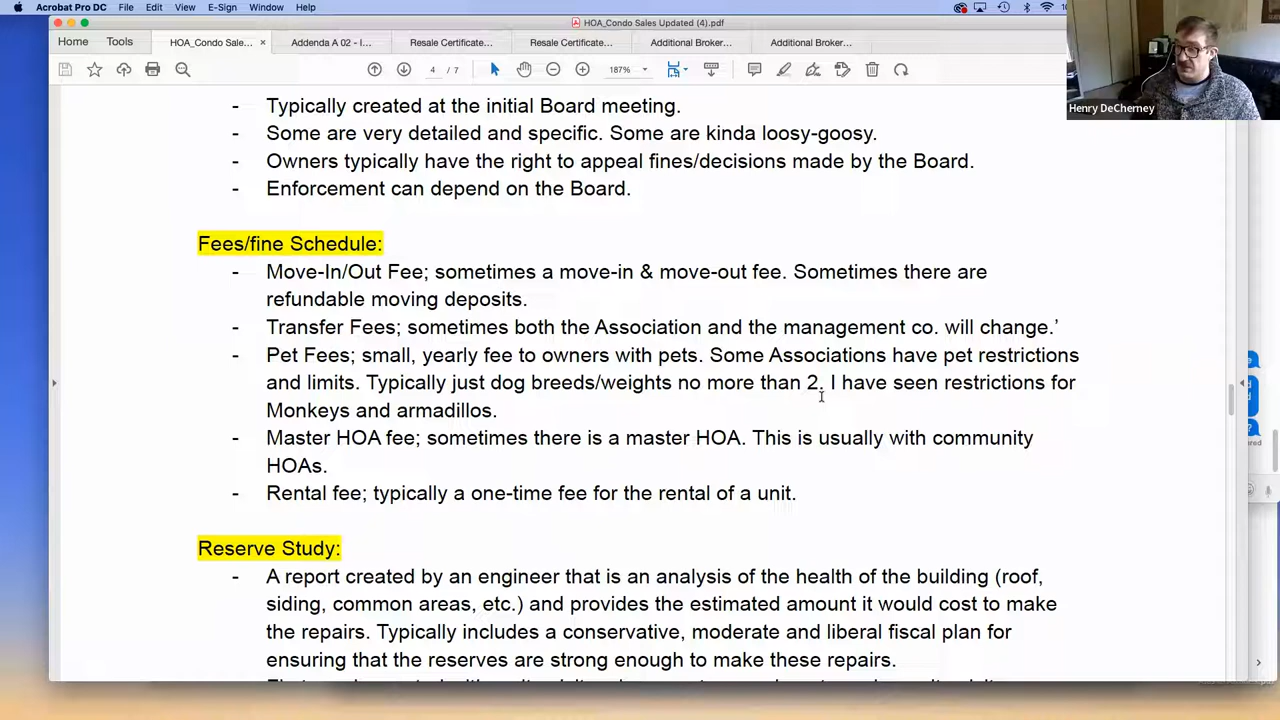 Acrobat Pro DC File Edit View E-Sign Window Help
HOA_Condo Sales Updated (4).pdf
Home Tools HOA_Condo Sale... × Addenda A 02 - I... Resale Certificate... Resale Certificate... Additional Broker... Additional Broker...
4 / 7 187%
Henry DeCherney
- Typically created at the initial Board meeting.
- Some are very detailed and specific. Some are kinda loosy-goosy.
- Owners typically have the right to appeal fines/decisions made by the Board.
- Enforcement can depend on the Board.
Fees/fine Schedule:
- Move-In/Out Fee; sometimes a move-in & move-out fee. Sometimes there are
refundable moving deposits.
- Transfer Fees; sometimes both the Association and the management co. will change.’
- Pet Fees; small, yearly fee to owners with pets. Some Associations have pet restrictions
and limits. Typically just dog breeds/weights no more than 2. I have seen restrictions for
Monkeys and armadillos.
- Master HOA fee; sometimes there is a master HOA. This is usually with community
HOAs.
- Rental fee; typically a one-time fee for the rental of a unit.
Reserve Study:
- A report created by an engineer that is an analysis of the health of the building (roof,
siding, common areas, etc.) and provides the estimated amount it would cost to make
the repairs. Typically includes a conservative, moderate and liberal fiscal plan for
ensuring that the reserves are strong enough to make these repairs.